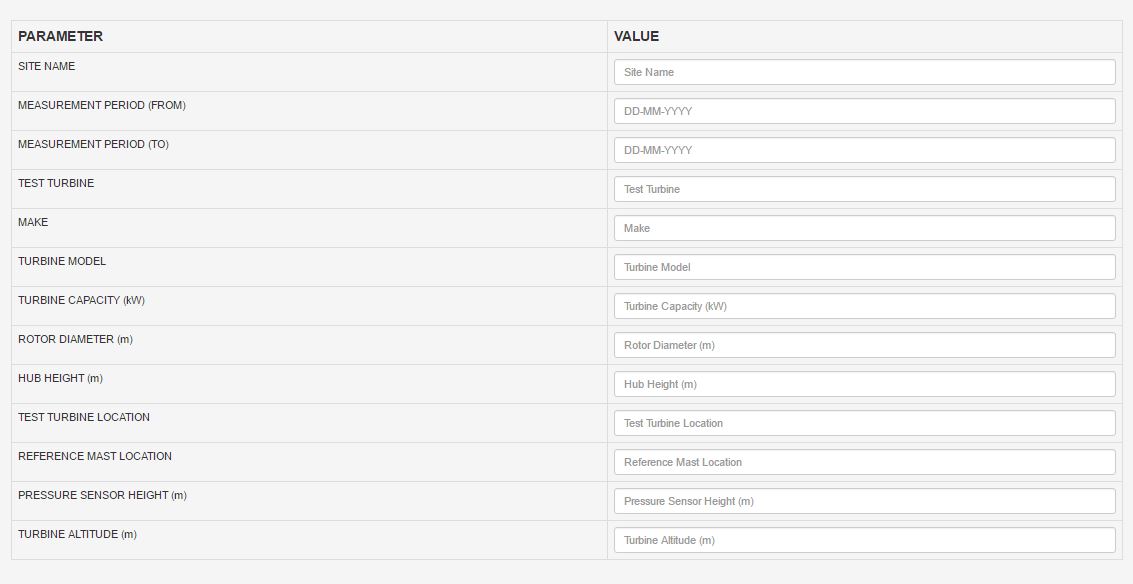 PARAMETER VALUE
SITE NAME Site Name
MEASUREMENT PERIOD (FROM) DD-MM-YYYY
MEASUREMENT PERIOD (TO) DD-MM-YYYY
TEST TURBINE Test Turbine
MAKE Make
TURBINE MODEL Turbine Model
TURBINE CAPACITY (kW) Turbine Capacity (kW)
ROTOR DIAMETER (m) Rotor Diameter (m)
HUB HEIGHT (m) Hub Height (m)
TEST TURBINE LOCATION Test Turbine Location
REFERENCE MAST LOCATION Reference Mast Location
PRESSURE SENSOR HEIGHT (m) Pressure Sensor Height (m)
TURBINE ALTITUDE (m) Turbine Altitude (m)